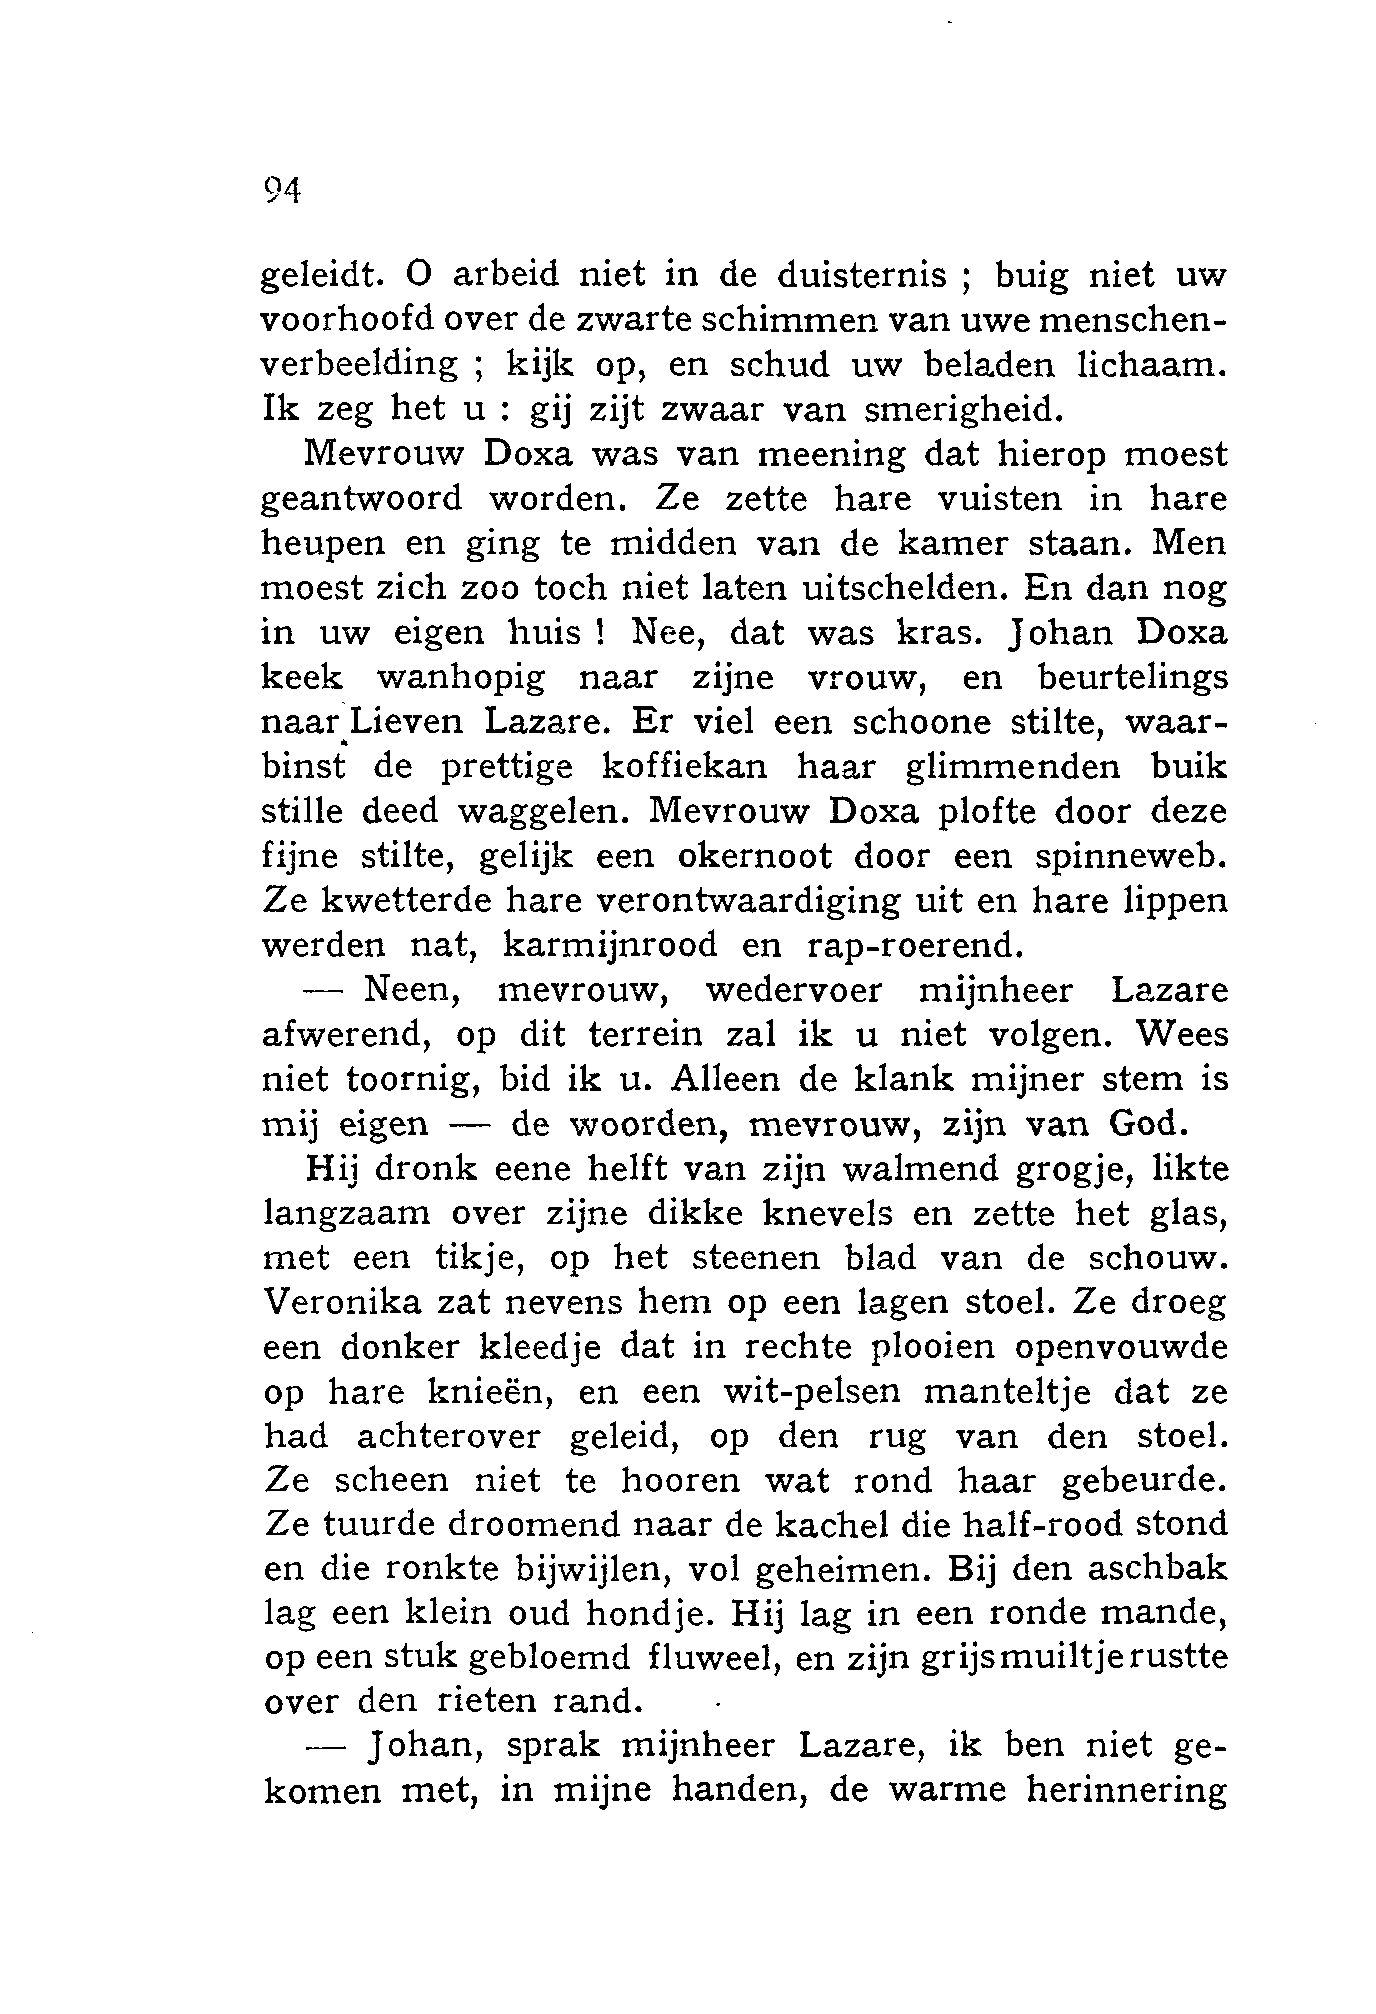 94
geleidt. O arbeid niet in de duisternis ; buig niet uw
voorhoofd over de zwarte schimmen van uwe menschen-
verbeelding ; kijk op, en schud uw beladen lichaam.
Ik zeg het u : gij zijt zwaar van smerigheid.
Mevrouw Doxa was van meening dat hierop moest
geantwoord worden. Ze zette hare vuisten in hare
heupen en ging te midden van de kamer staan. Men
moest zich zoo toch niet laten uitschelden. En dan nog
in uw eigen huis ! Nee, dat was kras. Johan Doxa
keek wanhopig naar zijne vrouw, en beurtelings
naar Lieven Lazare. Er viel een schoone stilte, waar-
binst de prettige koffiekan haar glimmenden buik
stille deed waggelen. Mevrouw Doxa plofte door deze
fijne stilte, gelijk een okernoot door een spinneweb.
Ze kwetterde hare verontwaardiging uit en hare lippen
werden nat, karmijnrood en rap-roerend.
— Neen, mevrouw, wedervoer mijnheer Lazare
afwerend, op dit terrein zal ik u niet volgen. Wees
niet toornig, bid ik u. Alleen de klank mijner stem is
mij eigen — de woorden, mevrouw, zijn van God.
Hij dronk eene helft van zijn walmend grogje, likte
langzaam over zijne dikke knevels en zette het glas,
met een tikje, op het steenen blad van de schouw.
Veronika zat nevens hem op een lagen stoel. Ze droeg
een donker kleedje dat in rechte plooien openvouwde
op hare knieën, en een wit-pelsen manteltje dat ze
had achterover geleid, op den rug van den stoel.
Ze scheen niet te hooren wat rond haar gebeurde.
Ze tuurde droomend naar de kachel die half-rood stond
en die ronkte bijwijlen, vol geheimen. Bij den aschbak
lag een klein oud hondje. Hij lag in een ronde mande,
op een stuk gebloemd fluweel, en zijn grijs muiltje rustte
over den rieten rand.
— Johan, sprak mijnheer Lazare, ik ben niet ge-
komen met, in mijne handen, de warme herinnering